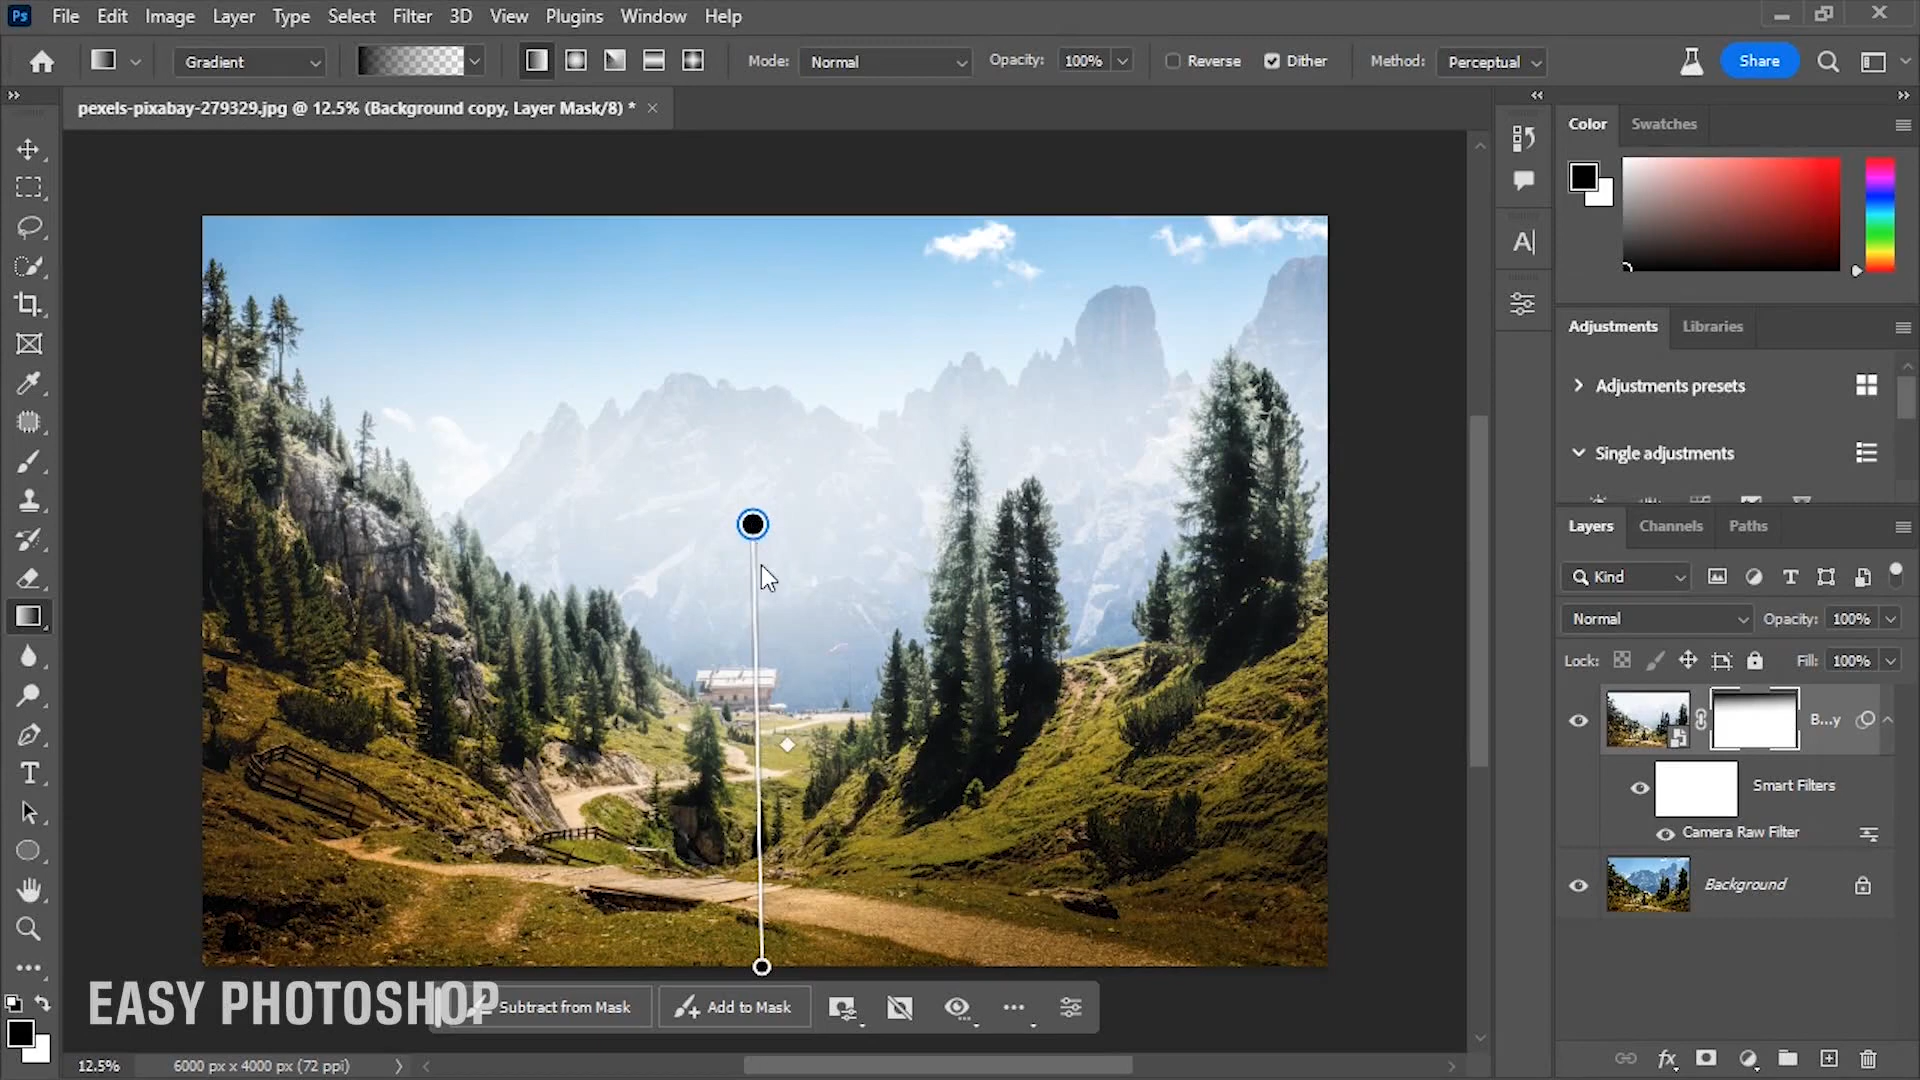 Ps File Edit Image Layer Type Select Filter 3D View Plugins Window Help
Gradient Mode: Normal Opacity: 100% Reverse Dither Method: Perceptual Share
pexels-pixabay-279329.jpg @ 12.5% (Background copy, Layer Mask/8) *
Color Swatches
Adjustments Libraries
Adjustments presets
Single adjustments
Layers Channels Paths
Kind
Normal Opacity: 100%
Lock: Fill: 100%
B...y
Smart Filters
Camera Raw Filter
Background
EASY PHOTOSHOP
Subtract from Mask Add to Mask
12.5% 6000 px x 4000 px (72 ppi)